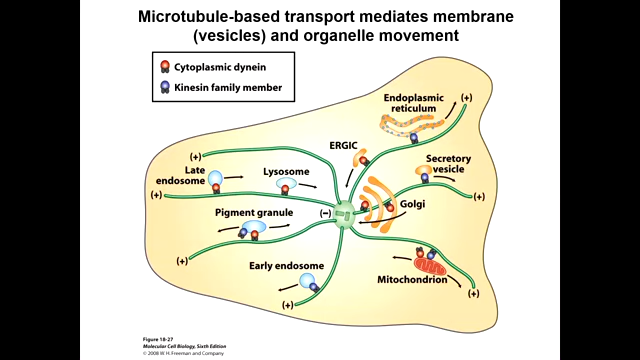 Microtubule-based transport mediates membrane
(vesicles) and organelle movement
Cytoplasmic dynein
Kinesin family member
Endoplasmic
reticulum
(+)
ERGIC
Secretory
vesicle
(+)
Late
endosome
Lysosome
(+)
(+)
Pigment granule
(–)
Golgi
(+)
Early endosome
Mitochondrion
(+)
(+)
Figure 18-27
Molecular Cell Biology, Sixth Edition
© 2008 W. H. Freeman and Company